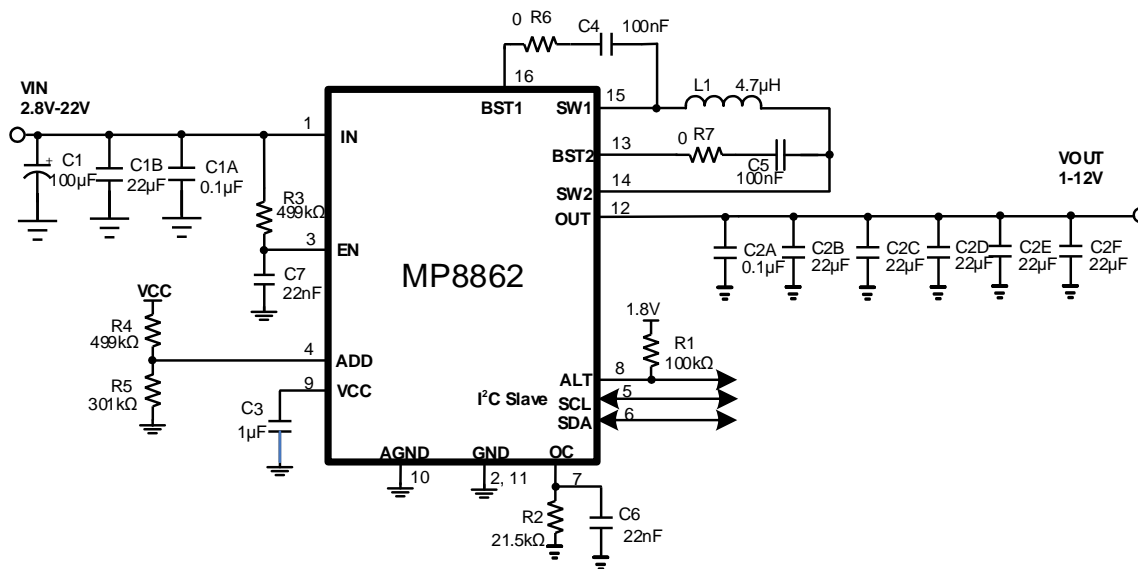 0
R6
C4
100nF
16
BST1
VIN
2.8V-22V
1
IN
15
SW1
L1
4.7µH
C1
100µF
+
C1B
22µF
C1A
0.1µF
R3
499kΩ
13
BST2
0
R7
C5
100nF
14
SW2
12
OUT
VOUT
1-12V
3
EN
C7
22nF
C2A
0.1µF
C2B
22µF
C2C
22µF
C2D
22µF
C2E
22µF
C2F
22µF
MP8862
VCC
R4
499kΩ
4
ADD
R5
301kΩ
9
VCC
C3
1µF
1.8V
R1
100kΩ
8
ALT
I²C Slave
5
SCL
6
SDA
AGND
10
GND
2, 11
OC
7
R2
21.5kΩ
C6
22nF